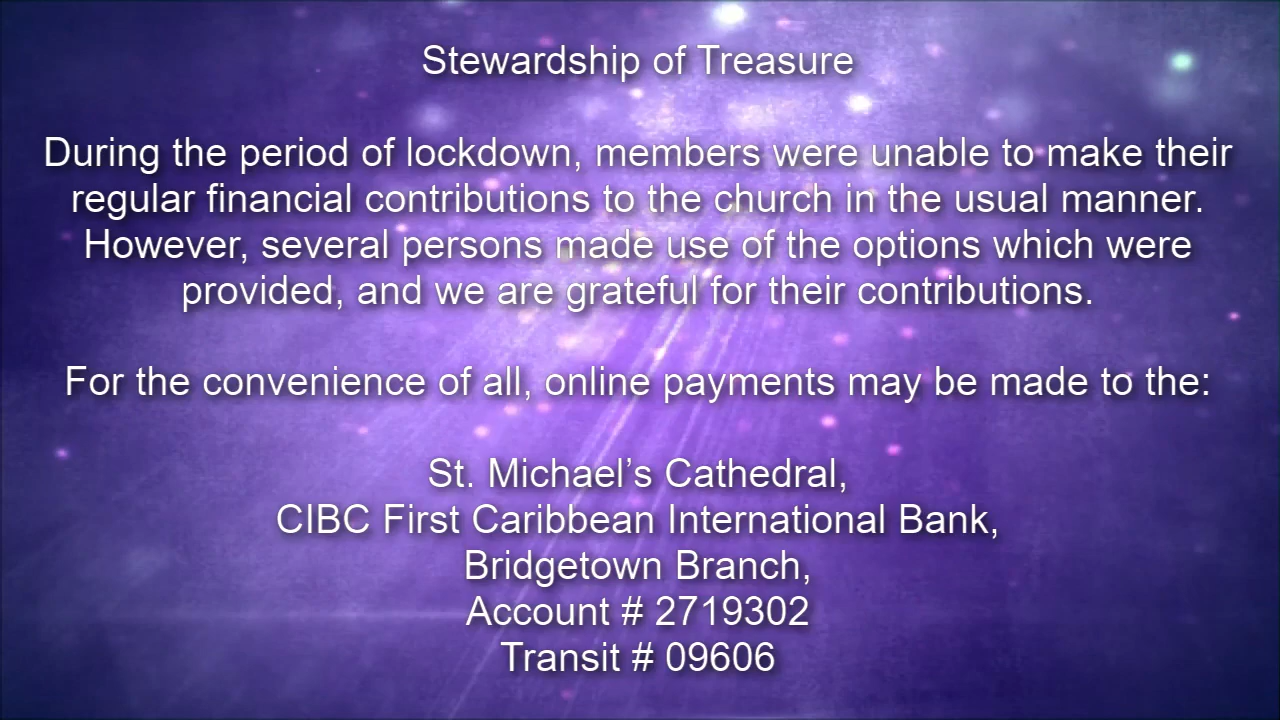 Stewardship of Treasure
During the period of lockdown, members were unable to make their
regular financial contributions to the church in the usual manner.
However, several persons made use of the options which were
provided, and we are grateful for their contributions.
For the convenience of all, online payments may be made to the:
St. Michael’s Cathedral,
CIBC First Caribbean International Bank,
Bridgetown Branch,
Account # 2719302
Transit # 09606